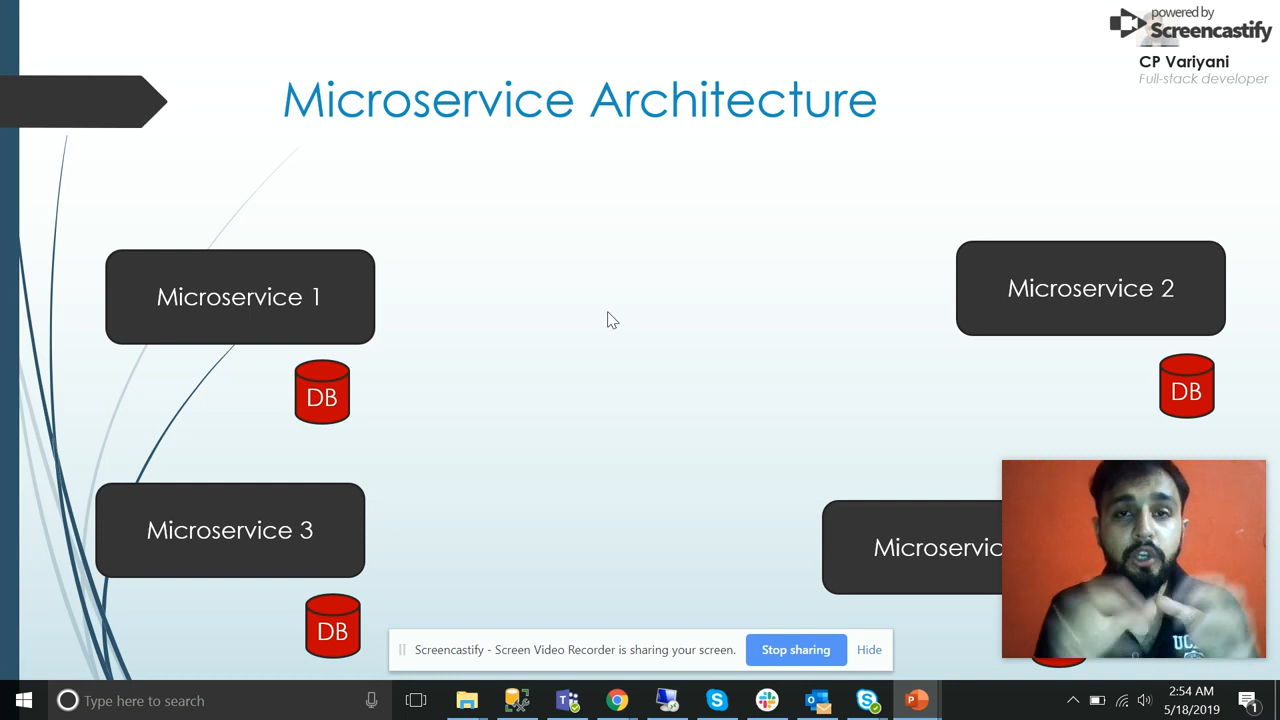 powered by
Screencastify
CP Variyani
Full-stack developer
Microservice Architecture
Microservice 1
Microservice 2
DB
DB
Microservice 3
Microservic
DB
Screencastify - Screen Video Recorder is sharing your screen.
Stop sharing
Hide
Type here to search
2:54 AM
5/18/2019
1